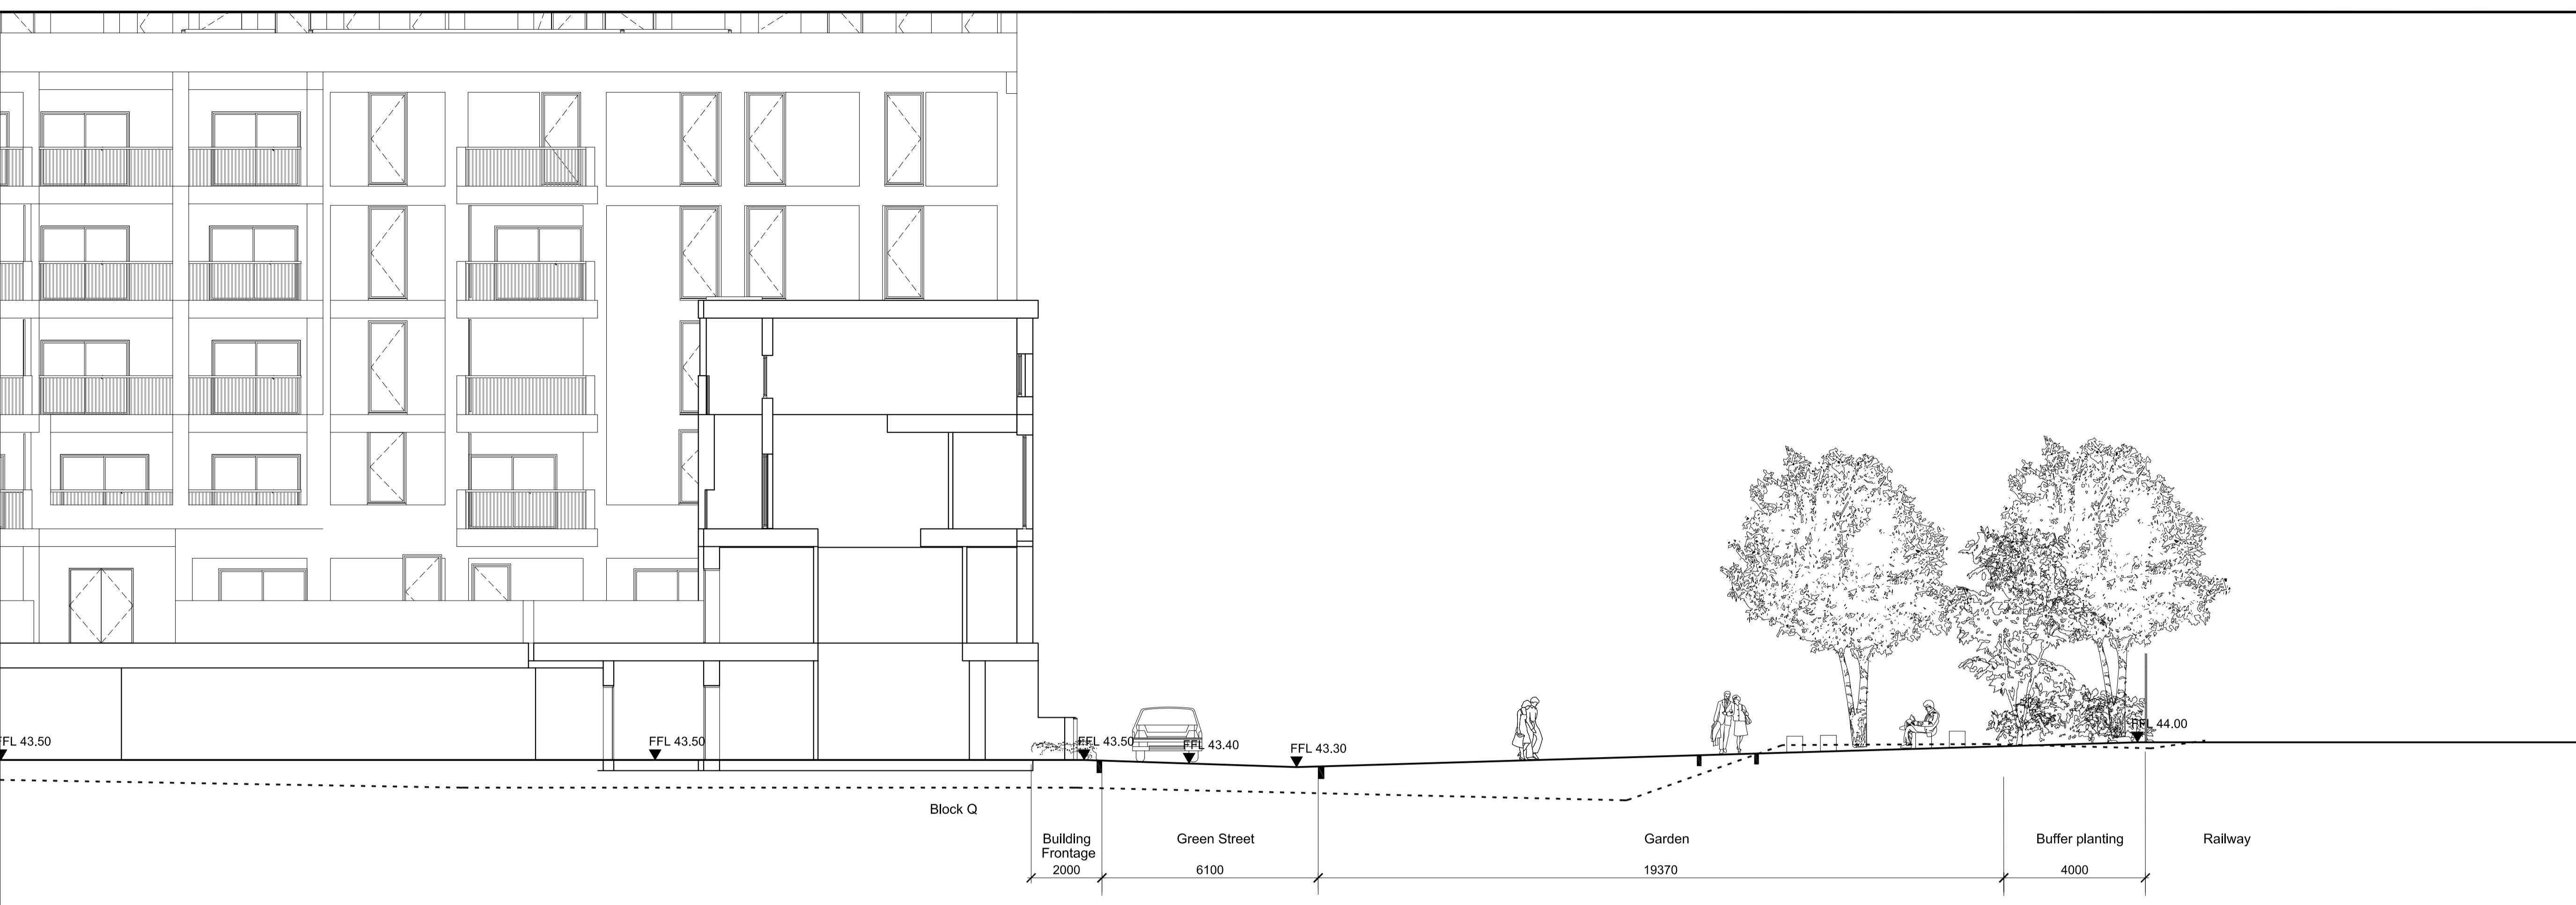 FFL 43.50
FFL 43.50
FFL 43.50
FFL 43.40
FFL 43.30
FFL 44.00
Block Q
Building
Frontage
Green Street
Garden
Buffer planting
Railway
2000
6100
19370
4000